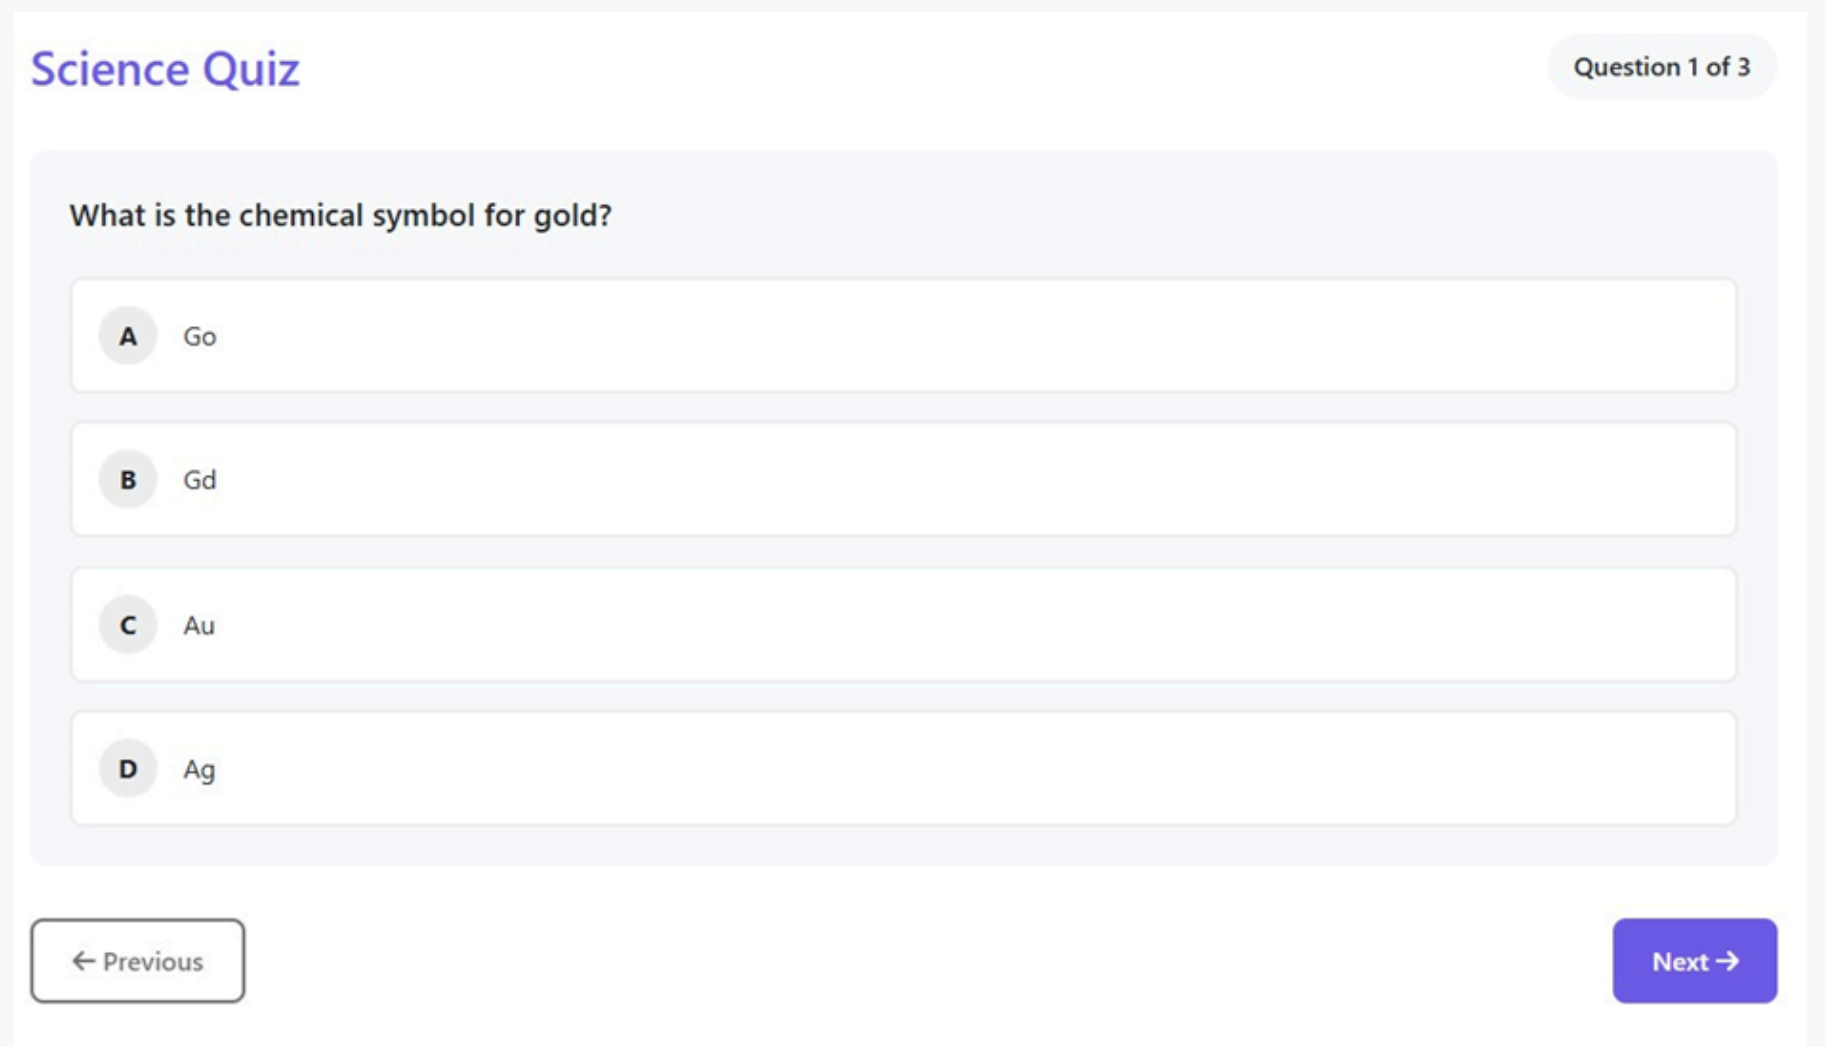 Science Quiz
Question 1 of 3
What is the chemical symbol for gold?
A Go
B Gd
C Au
D Ag
← Previous
Next →